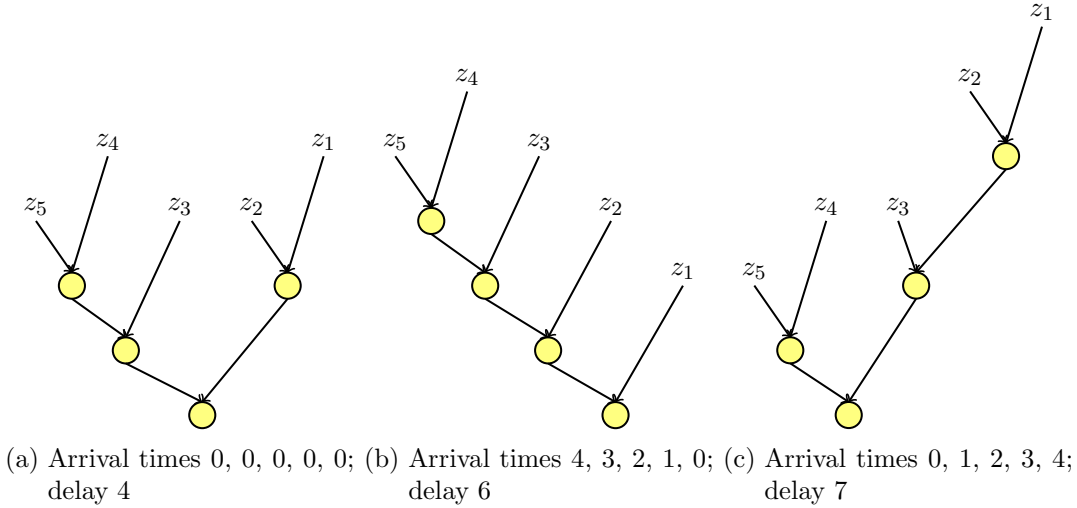 z₁
z₂
z₄
z₄ z₁ z₅ z₃
z₅ z₃ z₂ z₂ z₄ z₃
z₁ z₅
(a) Arrival times 0, 0, 0, 0, 0; delay 4
(b) Arrival times 4, 3, 2, 1, 0; delay 6
(c) Arrival times 0, 1, 2, 3, 4; delay 7